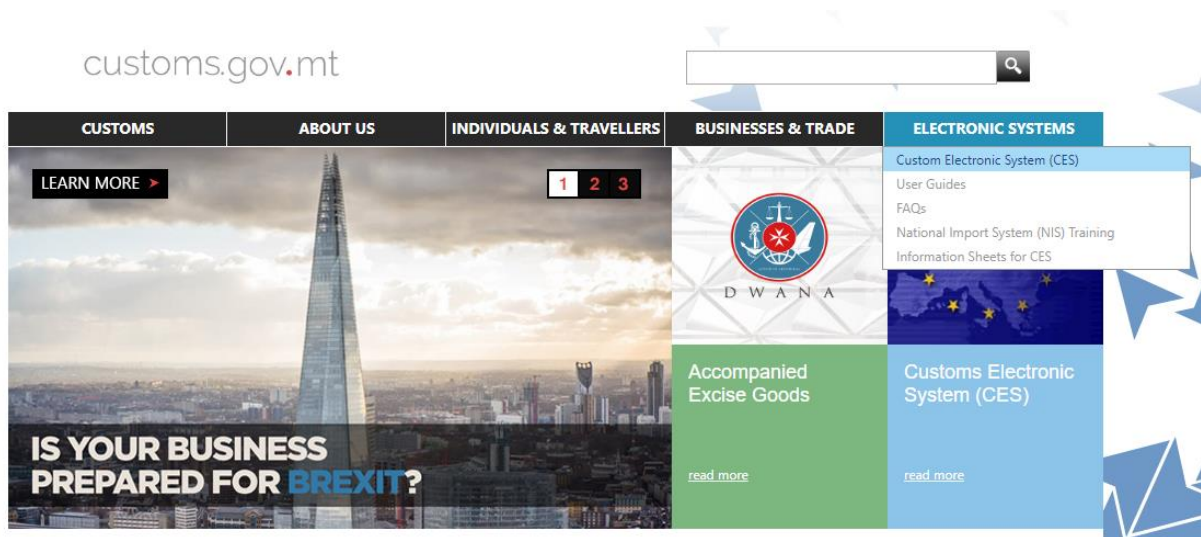 customs.gov.mt
CUSTOMS
ABOUT US
INDIVIDUALS & TRAVELLERS
BUSINESSES & TRADE
ELECTRONIC SYSTEMS
Custom Electronic System (CES)
User Guides
FAQs
National Import System (NIS) Training
Information Sheets for CES
LEARN MORE ➤
1 2 3
IS YOUR BUSINESS
PREPARED FOR BREXIT?
DWANA
Accompanied
Excise Goods
read more
Customs Electronic
System (CES)
read more